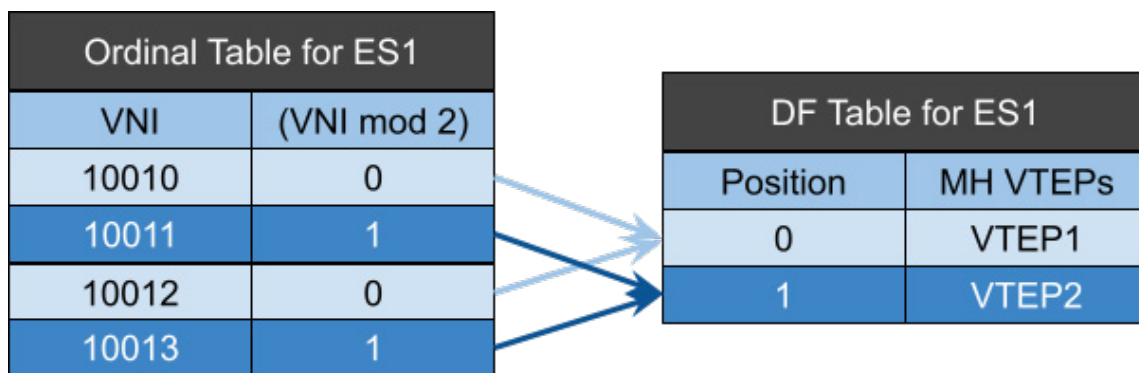 Ordinal Table for ES1
VNI (VNI mod 2)
10010 0
10011 1
10012 0
10013 1
DF Table for ES1
Position MH VTEPs
0 VTEP1
1 VTEP2